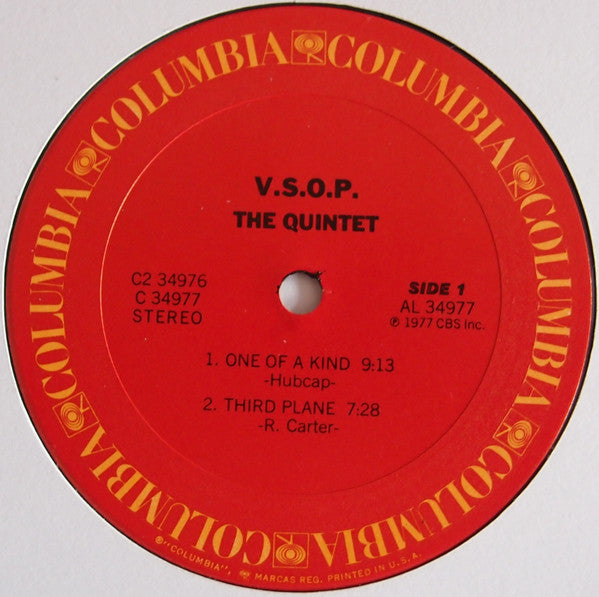 COLUMBIA COLUMBIA COLUMBIA COLUMBIA COLUMBIA COLUMBIA
V.S.O.P.
THE QUINTET
C2 34976
C 34977
STEREO
SIDE 1
AL 34977
℗ 1977 CBS Inc.
1. ONE OF A KIND 9:13
-Hubcap-
2. THIRD PLANE 7:28
-R. Carter-
®"COLUMBIA", MARCAS REG. PRINTED IN U.S.A.